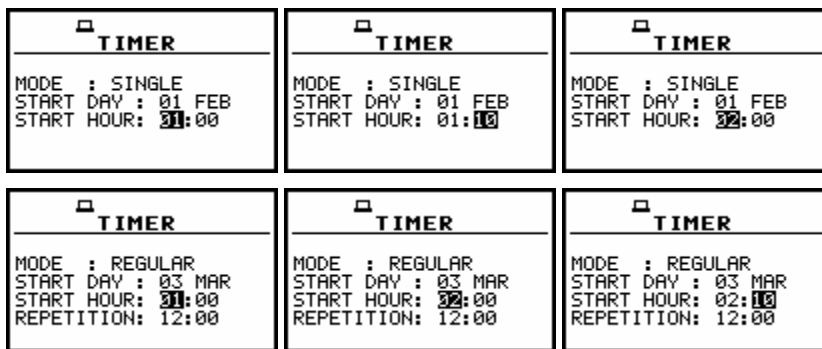 TIMER
MODE : SINGLE
START DAY : 01 FEB
START HOUR: 01:00
TIMER
MODE : SINGLE
START DAY : 01 FEB
START HOUR: 01:10
TIMER
MODE : SINGLE
START DAY : 01 FEB
START HOUR: 02:00
TIMER
MODE : REGULAR
START DAY : 03 MAR
START HOUR: 01:00
REPETITION: 12:00
TIMER
MODE : REGULAR
START DAY : 03 MAR
START HOUR: 02:00
REPETITION: 12:00
TIMER
MODE : REGULAR
START DAY : 03 MAR
START HOUR: 02:10
REPETITION: 12:00